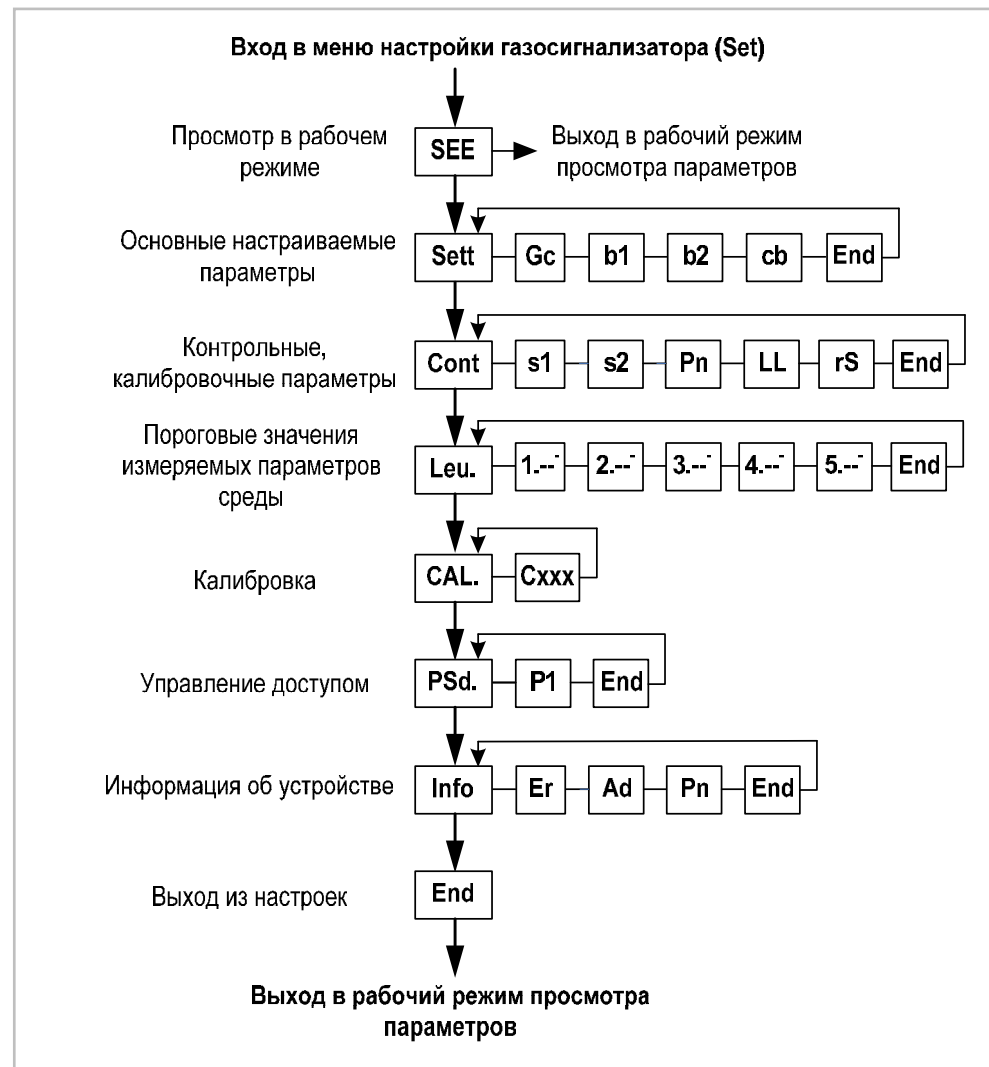 Вход в меню настройки газосигнализатора (Set)
Просмотр в рабочем
режиме
SEE
Выход в рабочий режим
просмотра параметров
Основные настраиваемые
параметры
Sett Gc b1 b2 cb End
Контрольные,
калибровочные параметры
Cont s1 s2 Pn LL rS End
Пороговые значения
измеряемых параметров
среды
Leu. 1.--⁻ 2.--⁻ 3.--⁻ 4.--⁻ 5.--⁻ End
Калибровка
CAL. Cxxx
Управление доступом
PSd. P1 End
Информация об устройстве
Info Er Ad Pn End
Выход из настроек
End
Выход в рабочий режим просмотра
параметров